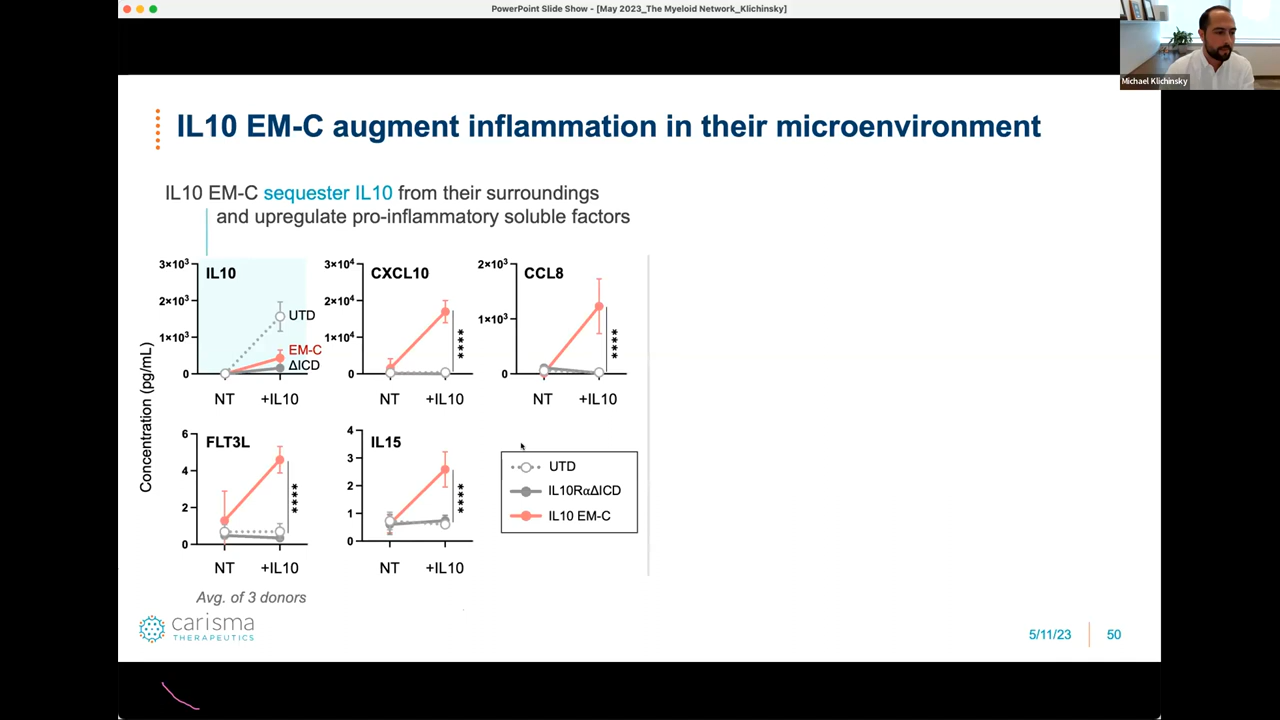 PowerPoint Slide Show - [May 2023_The Myeloid Network_Klichinsky]
Michael Klichinsky
IL10 EM-C augment inflammation in their microenvironment
IL10 EM-C sequester IL10 from their surroundings
and upregulate pro-inflammatory soluble factors
Concentration (pg/mL)
IL10
3×10³
2×10³
1×10³
0
UTD
EM-C
ΔICD
NT
+IL10
CXCL10
3×10⁴
2×10⁴
1×10⁴
0
****
NT
+IL10
CCL8
2×10³
1×10³
0
****
NT
+IL10
FLT3L
6
4
2
0
****
NT
+IL10
IL15
4
3
2
1
0
****
NT
+IL10
UTD
IL10RαΔICD
IL10 EM-C
Avg. of 3 donors
carisma
THERAPEUTICS
5/11/23
50